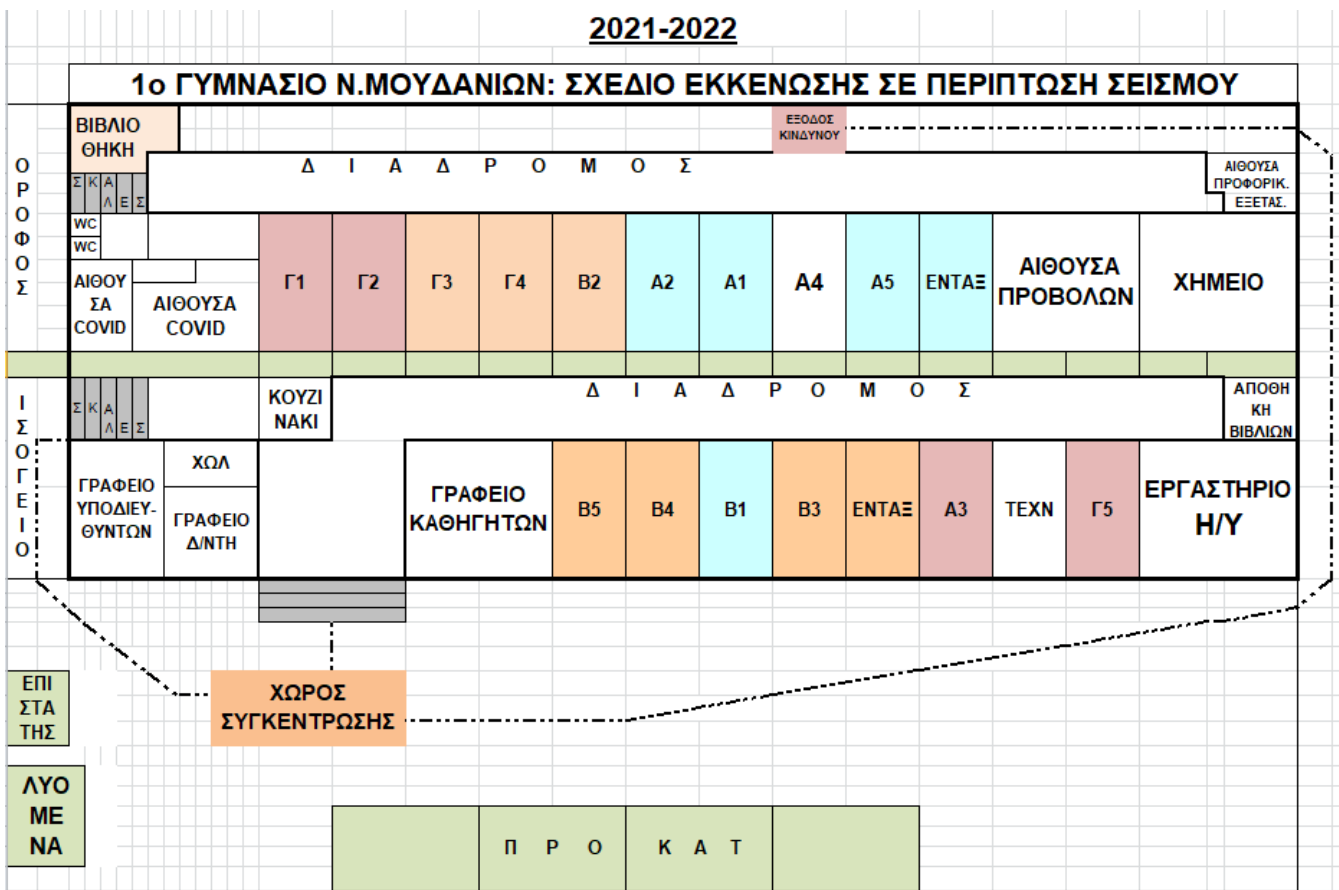 2021-2022
1ο ΓΥΜΝΑΣΙΟ Ν.ΜΟΥΔΑΝΙΩΝ: ΣΧΕΔΙΟ ΕΚΚΕΝΩΣΗΣ ΣΕ ΠΕΡΙΠΤΩΣΗ ΣΕΙΣΜΟΥ
ΟΡΟΦΟΣ
ΒΙΒΛΙΟ
ΘΗΚΗ
ΕΞΟΔΟΣ
ΚΙΝΔΥΝΟΥ
Δ Ι Α Δ Ρ Ο Μ Ο Σ
ΑΙΘΟΥΣΑ
ΠΡΟΦΟΡΙΚ.
ΕΞΕΤΑΣ.
ΣΚΑΛΕΣ
WC
WC
ΑΙΘΟΥ
ΣΑ
COVID
ΑΙΘΟΥΣΑ
COVID
Γ1
Γ2
Γ3
Γ4
Β2
Α2
Α1
Α4
Α5
ΕΝΤΑΞ
ΑΙΘΟΥΣΑ
ΠΡΟΒΟΛΩΝ
ΧΗΜΕΙΟ
ΙΣΟΓΕΙΟ
ΣΚΑΛΕΣ
ΚΟΥΖΙ
ΝΑΚΙ
Δ Ι Α Δ Ρ Ο Μ Ο Σ
ΑΠΟΘΗ
ΚΗ
ΒΙΒΛΙΩΝ
ΓΡΑΦΕΙΟ
ΥΠΟΔΙΕΥ-
ΘΥΝΤΩΝ
ΧΩΛ
ΓΡΑΦΕΙΟ
Δ/ΝΤΗ
ΓΡΑΦΕΙΟ
ΚΑΘΗΓΗΤΩΝ
Β5
Β4
Β1
Β3
ΕΝΤΑΞ
Α3
ΤΕΧΝ
Γ5
ΕΡΓΑΣΤΗΡΙΟ
Η/Υ
ΕΠΙ
ΣΤΑ
ΤΗΣ
ΧΩΡΟΣ
ΣΥΓΚΕΝΤΡΩΣΗΣ
ΛΥΟ
ΜΕ
ΝΑ
Π Ρ Ο Κ Α Τ